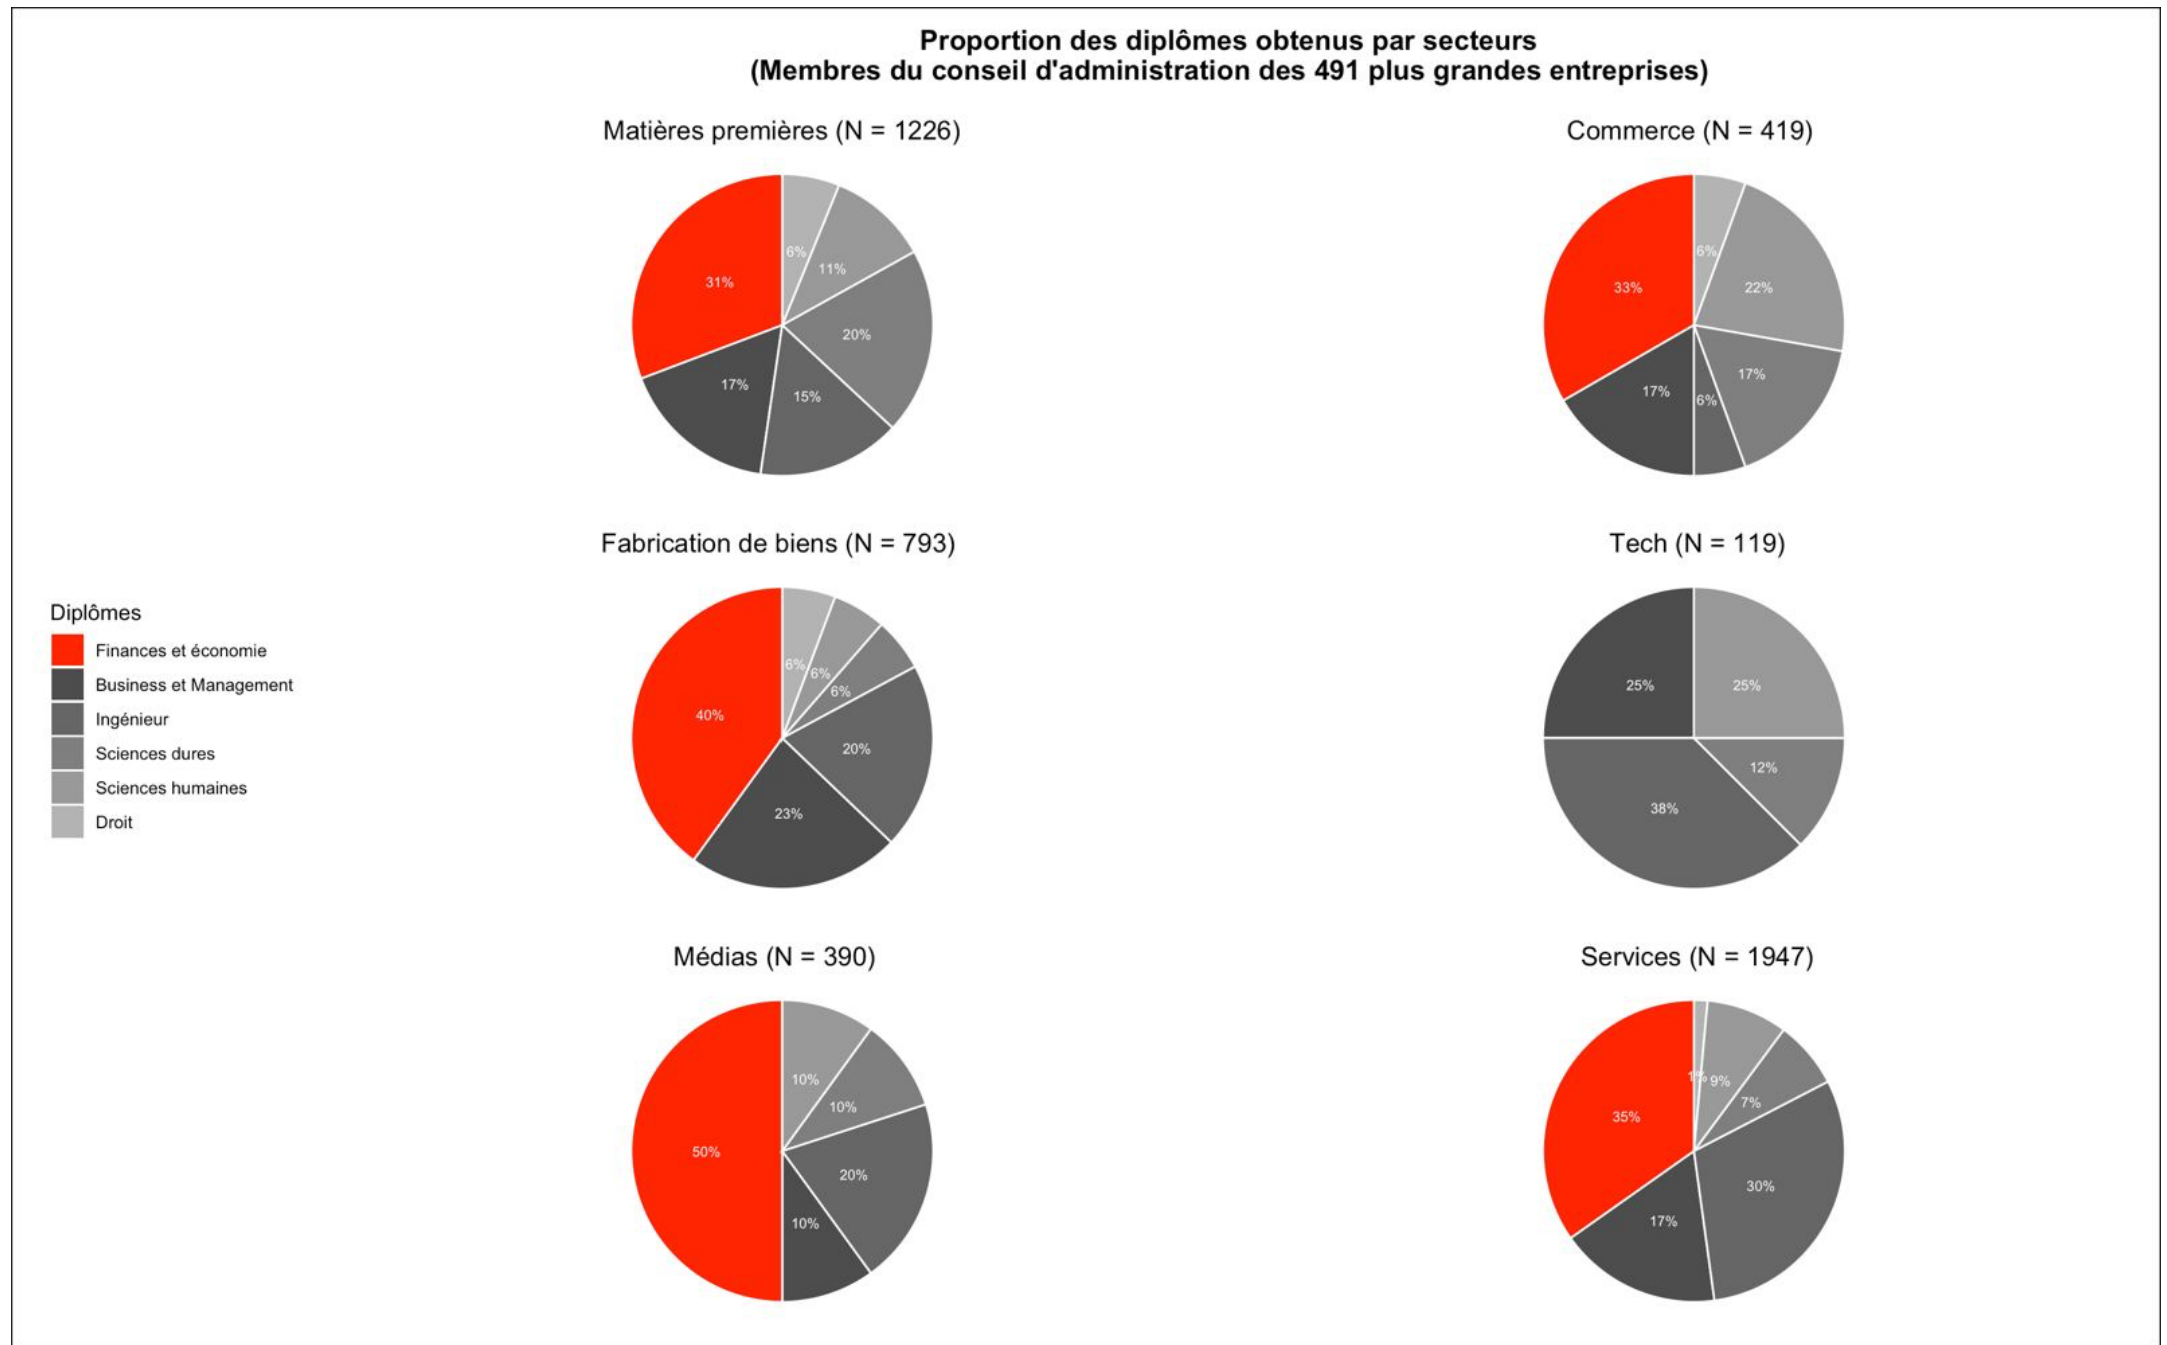 Proportion des diplômes obtenus par secteurs
(Membres du conseil d'administration des 491 plus grandes entreprises)
Matières premières (N = 1226)
6%
11%
31%
20%
17%
15%
Commerce (N = 419)
6%
22%
33%
17%
17%
6%
Diplômes
Finances et économie
Business et Management
Ingénieur
Sciences dures
Sciences humaines
Droit
Fabrication de biens (N = 793)
6%
6%
6%
40%
20%
23%
Tech (N = 119)
25%
25%
12%
38%
Médias (N = 390)
10%
10%
50%
20%
10%
Services (N = 1947)
1%
9%
7%
35%
30%
17%